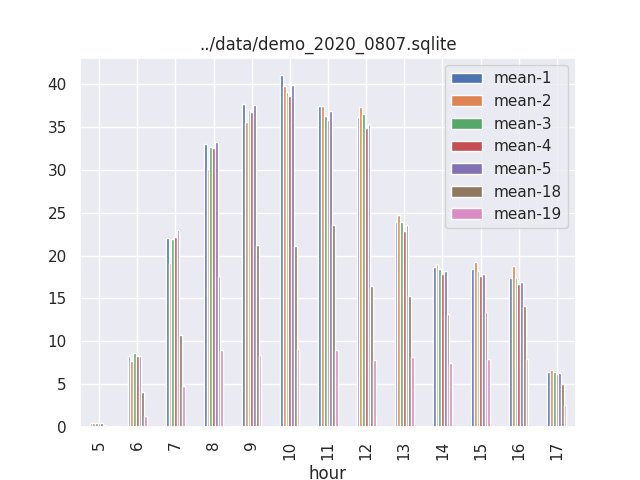 ../data/demo_2020_0807.sqlite
40
35
30
25
20
15
10
5
0
mean-1
mean-2
mean-3
mean-4
mean-5
mean-18
mean-19
5 6 7 8 9 10 11 12 13 14 15 16 17
hour